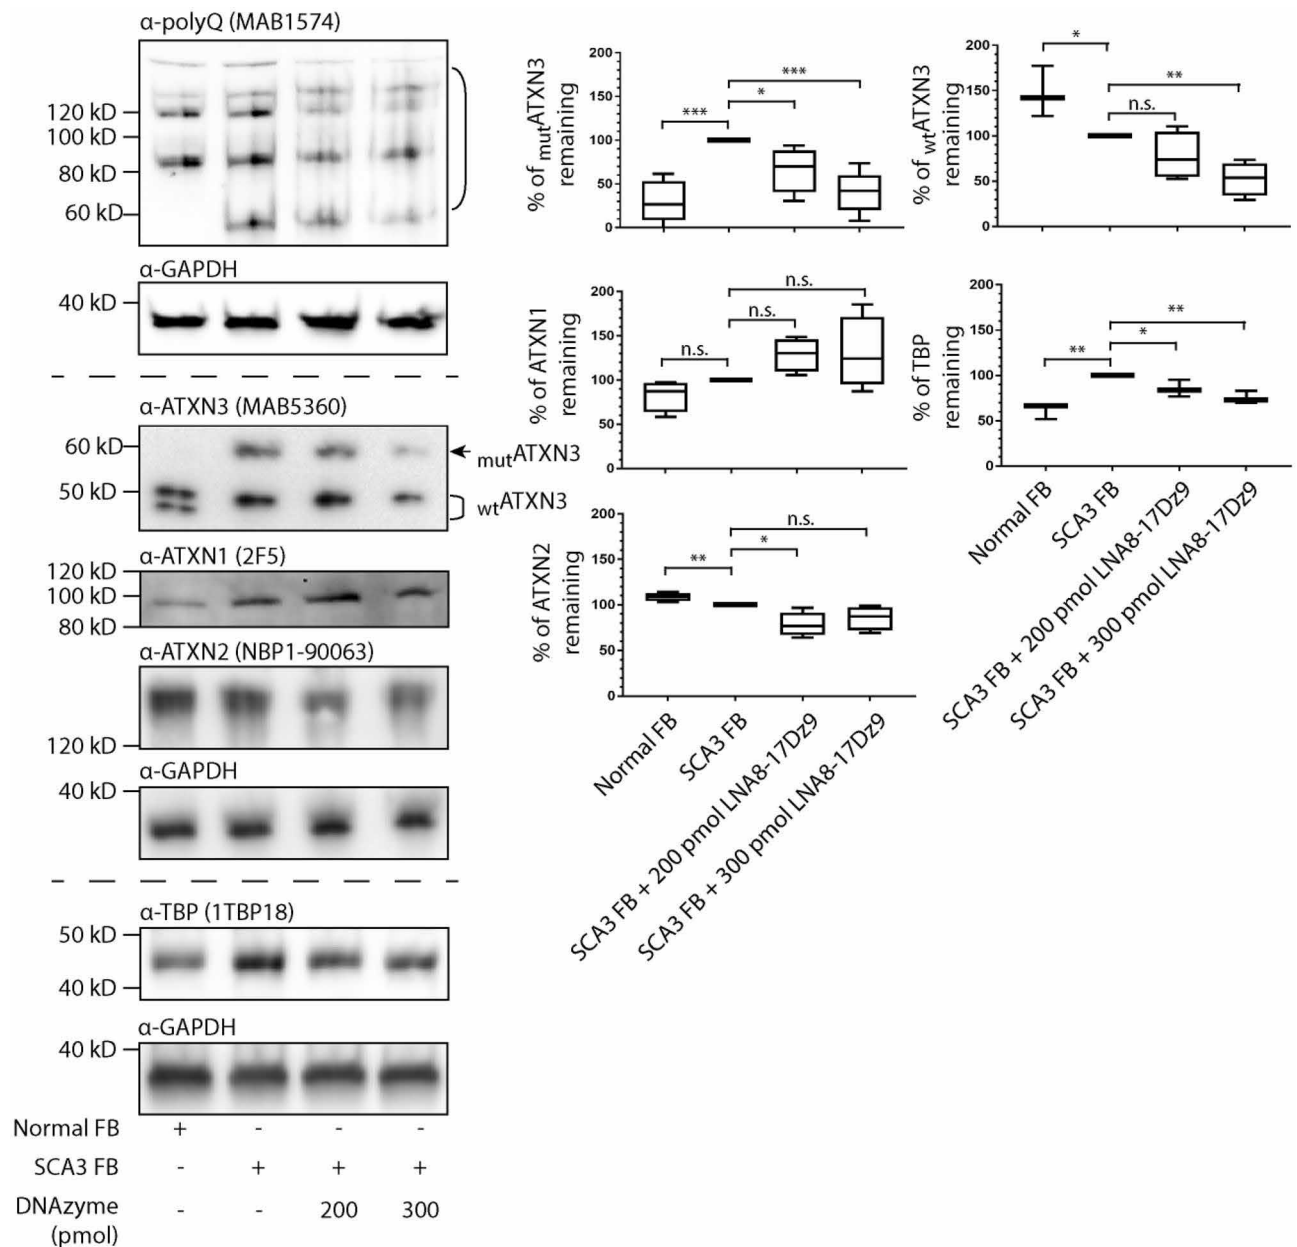 α-polyQ (MAB1574)
120 kD
100 kD
80 kD
60 kD
α-GAPDH
40 kD
α-ATXN3 (MAB5360)
60 kD
mutATXN3
50 kD
wtATXN3
α-ATXN1 (2F5)
120 kD
100 kD
80 kD
α-ATXN2 (NBP1-90063)
120 kD
α-GAPDH
40 kD
α-TBP (1TBP18)
50 kD
40 kD
α-GAPDH
40 kD
Normal FB + - - -
SCA3 FB - + + +
DNAzyme - - 200 300
(pmol)
% of mutATXN3
remaining
200
150
100
50
0
***
*
***
% of wtATXN3
remaining
200
150
100
50
0
*
n.s.
**
% of ATXN1
remaining
200
150
100
50
0
n.s.
n.s.
n.s.
% of TBP
remaining
200
150
100
50
0
**
*
**
Normal FB
SCA3 FB
SCA3 FB + 200 pmol LNA8-17Dz9
SCA3 FB + 300 pmol LNA8-17Dz9
% of ATXN2
remaining
200
150
100
50
0
**
*
n.s.
Normal FB
SCA3 FB
SCA3 FB + 200 pmol LNA8-17Dz9
SCA3 FB + 300 pmol LNA8-17Dz9